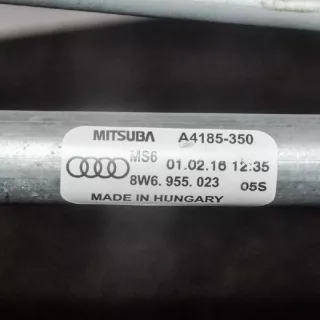 MITSUBA A4185-350
MS6 01.02.16 12:35
8W6.955.023 05S
MADE IN HUNGARY